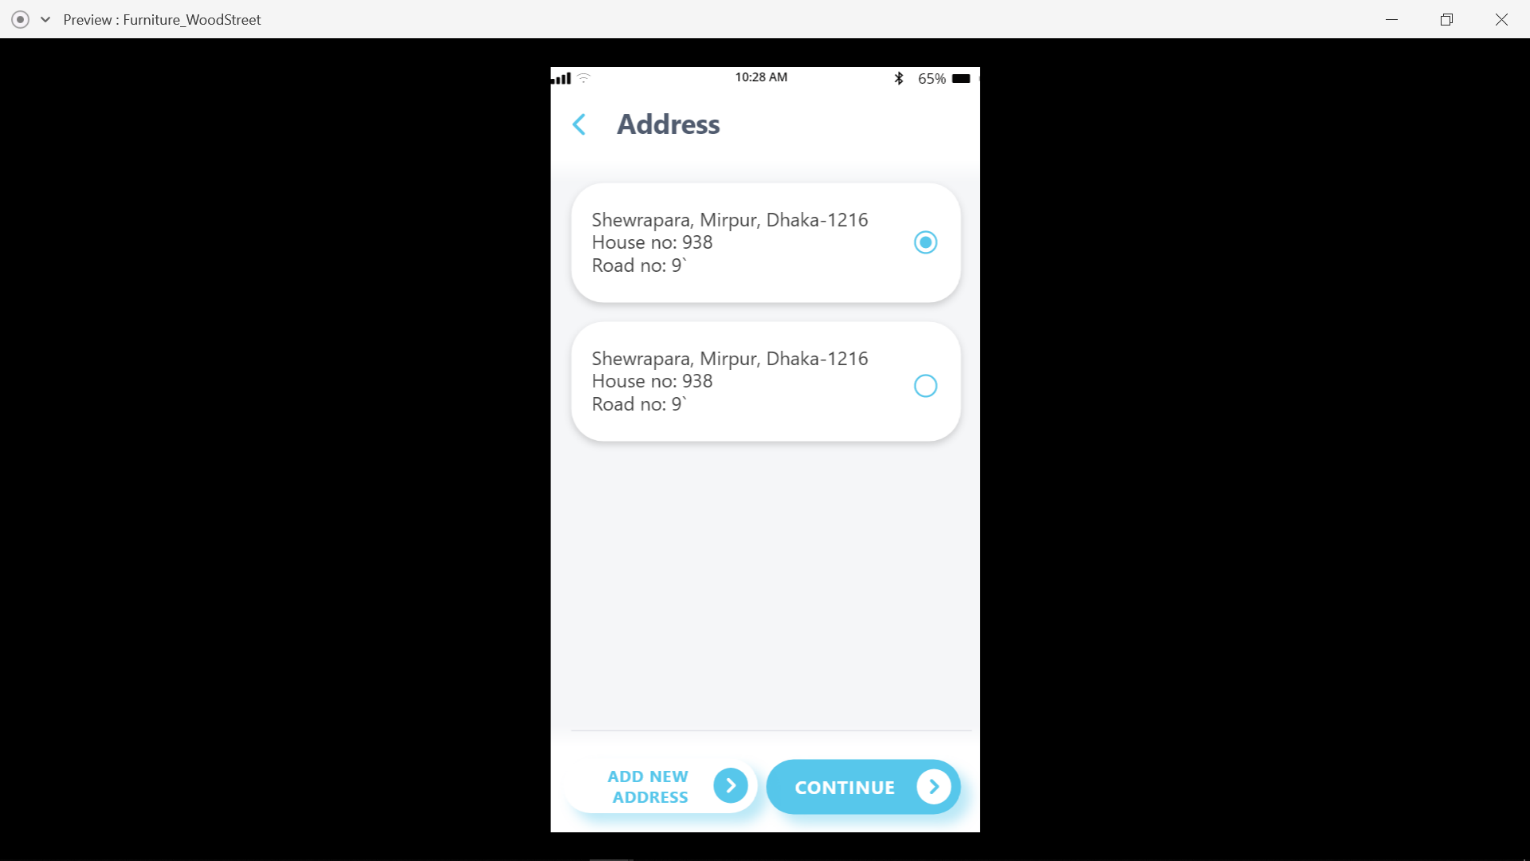 Preview : Furniture_WoodStreet
10:28 AM
65%
Address
Shewrapara, Mirpur, Dhaka-1216
House no: 938
Road no: 9`
Shewrapara, Mirpur, Dhaka-1216
House no: 938
Road no: 9`
ADD NEW
ADDRESS
CONTINUE